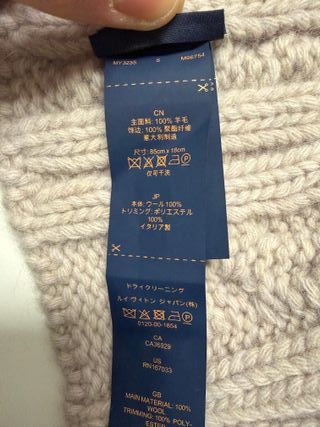 MY3235 S M06754
CN
主面料: 100% 羊毛
饰边: 100% 聚酯纤维
意大利制造
尺寸: 85cm x 18cm
仅可干洗
JP
本体: ウール 100%
トリミング: ポリエステル
100%
イタリア製
ドライクリーニング
ルイ ヴィトン ジャパン(株)
0120-00-1854
CA
CA36929
US
RN167033
GB
MAIN MATERIAL: 100%
WOOL
TRIMMING: 100% POLY-